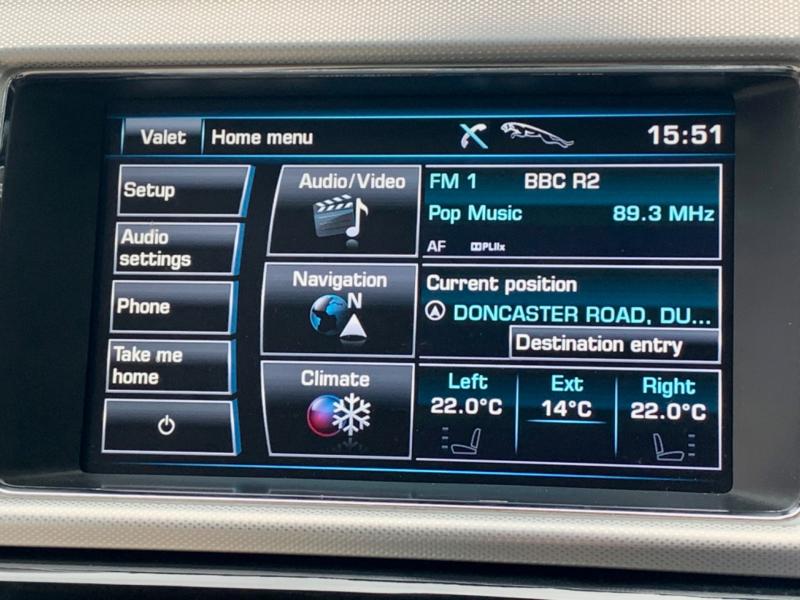 Valet Home menu 15:51
Setup
Audio
settings
Phone
Take me
home
Audio/Video
Navigation
N
Climate
FM 1 BBC R2
Pop Music 89.3 MHz
AF DDPLIIx
Current position
DONCASTER ROAD, DU...
Destination entry
Left Ext Right
22.0°C 14°C 22.0°C